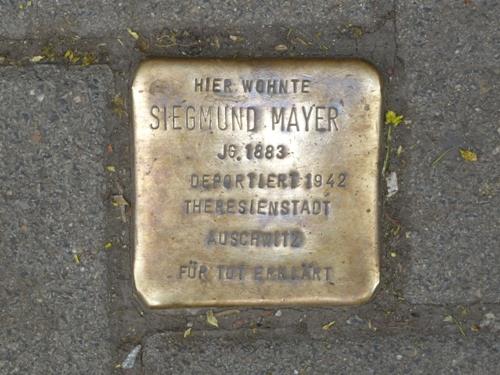 HIER WOHNTE
SIEGMUND MAYER
JG. 1883
DEPORTIERT 1942
THERESIENSTADT
AUSCHWITZ
FÜR TOT ERKLÄRT